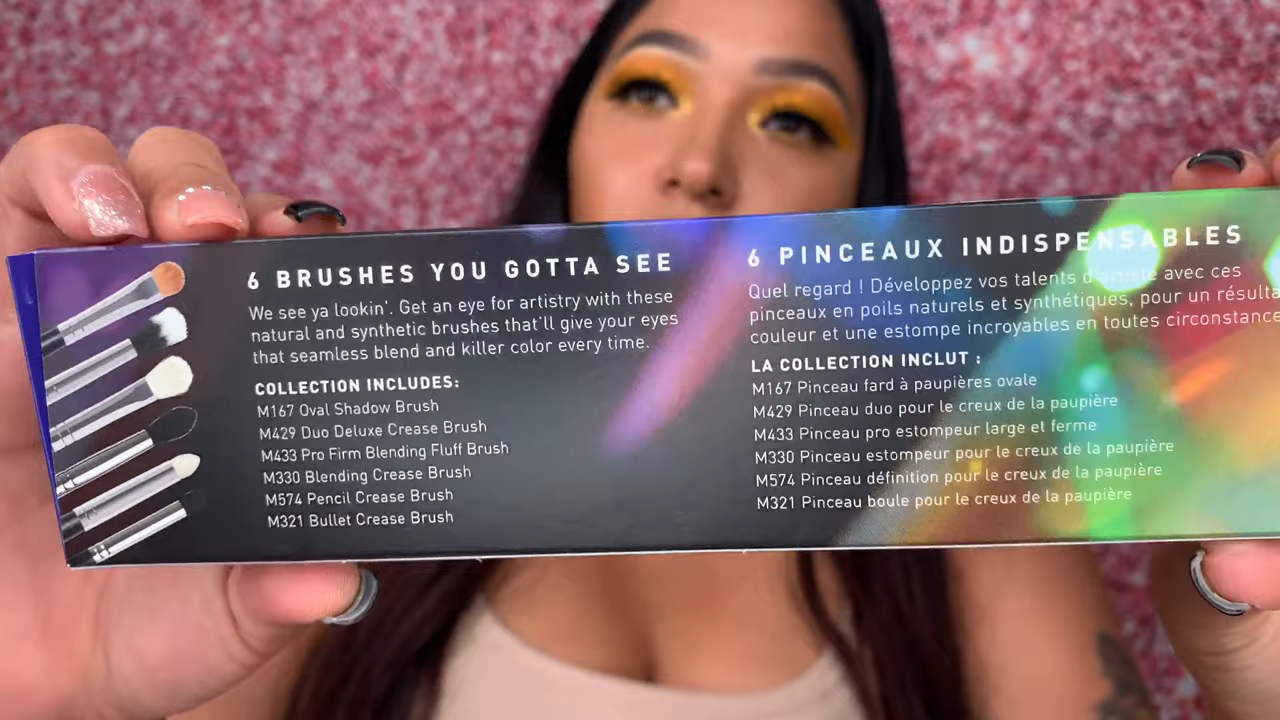 6 BRUSHES YOU GOTTA SEE
We see ya lookin'. Get an eye for artistry with these
natural and synthetic brushes that'll give your eyes
that seamless blend and killer color every time.
COLLECTION INCLUDES:
M167 Oval Shadow Brush
M429 Duo Deluxe Crease Brush
M433 Pro Firm Blending Fluff Brush
M330 Blending Crease Brush
M574 Pencil Crease Brush
M321 Bullet Crease Brush
6 PINCEAUX INDISPENSABLES
Quel regard ! Développez vos talents d'artiste avec ces
pinceaux en poils naturels et synthétiques, pour un résulta
couleur et une estompe incroyables en toutes circonstance
LA COLLECTION INCLUT :
M167 Pinceau fard à paupières ovale
M429 Pinceau duo pour le creux de la paupière
M433 Pinceau pro estompeur large et ferme
M330 Pinceau estompeur pour le creux de la paupière
M574 Pinceau définition pour le creux de la paupière
M321 Pinceau boule pour le creux de la paupière